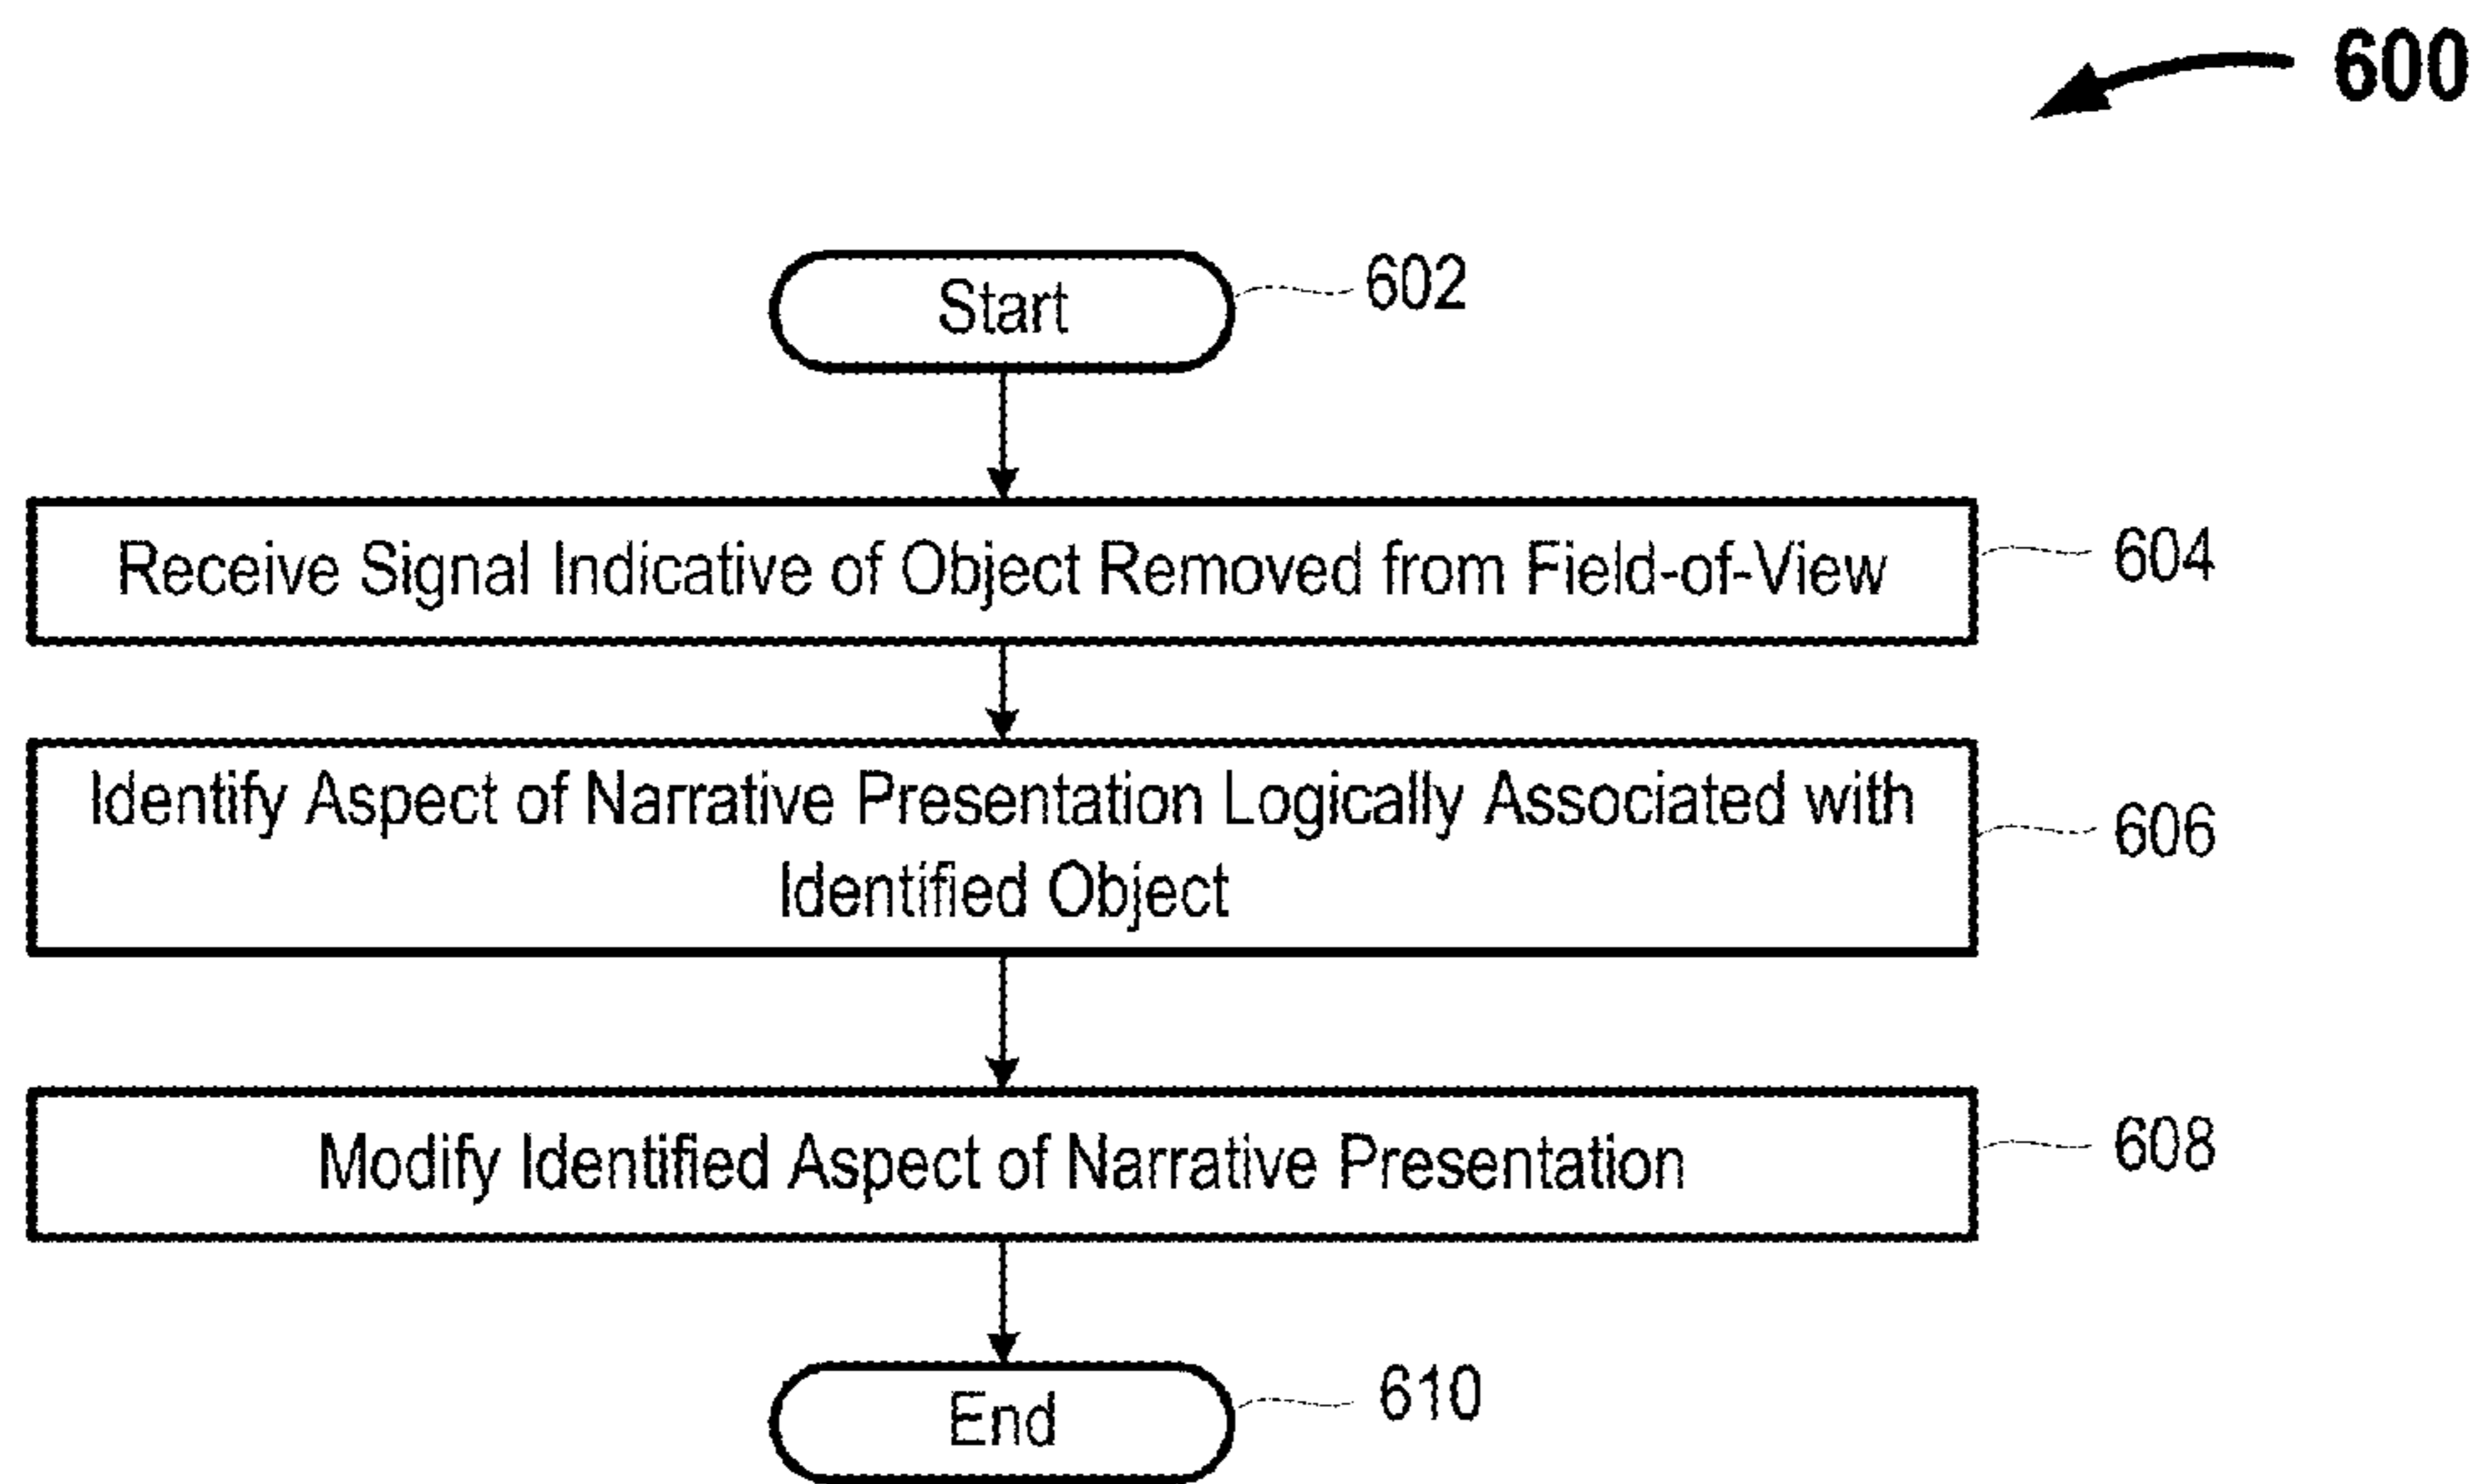 600
Start
602
Receive Signal Indicative of Object Removed from Field-of-View
604
Identify Aspect of Narrative Presentation Logically Associated with
Identified Object
606
Modify Identified Aspect of Narrative Presentation
608
End
610